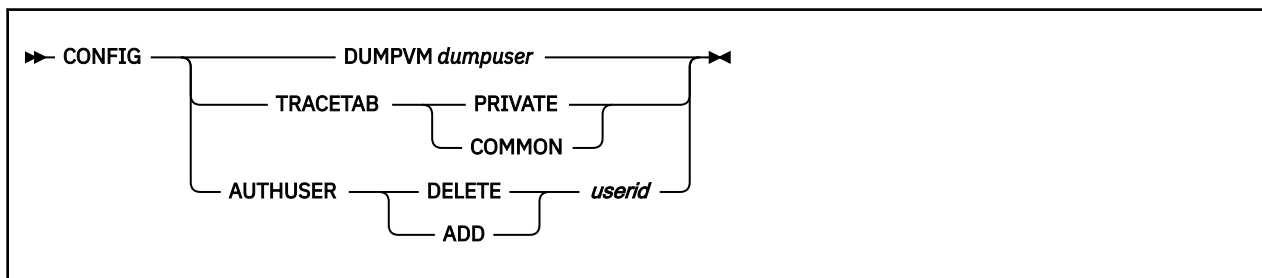 CONFIG DUMPVM dumpuser
TRACETAB PRIVATE
COMMON
AUTHUSER DELETE userid
ADD